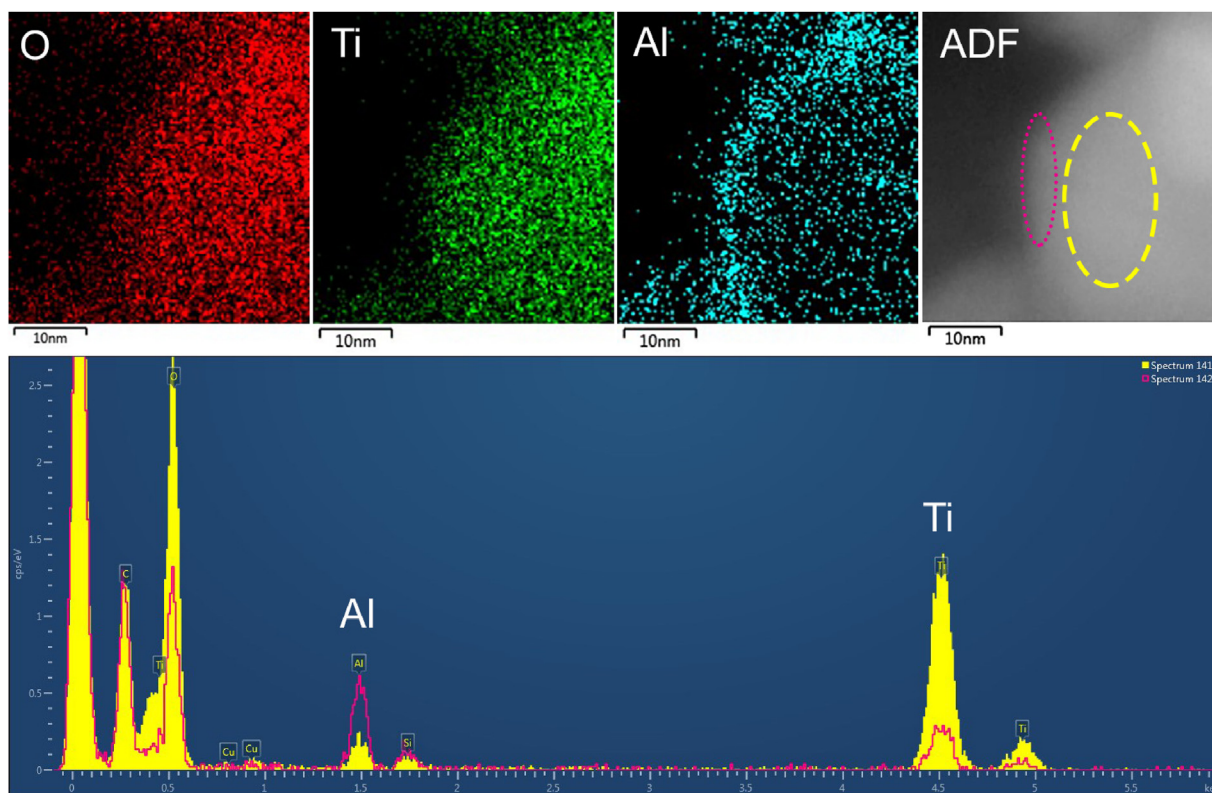 O
Ti
Al
ADF
10nm
10nm
10nm
10nm
Spectrum 141
Spectrum 142
2.5
2
1.5
1
0.5
0
cps/eV
O
C
Ti
Cu
Cu
Al
Al
Si
Ti
Ti
Ti
0
0.5
1
1.5
2
2.5
3
3.5
4
4.5
5
5.5